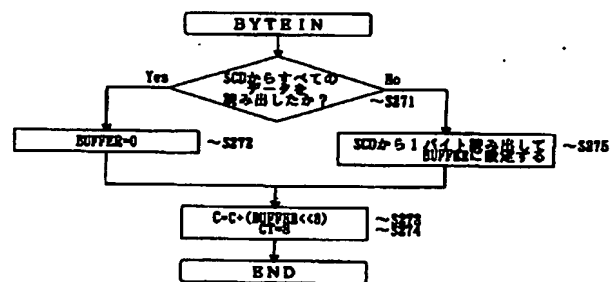 BYTEIN
Yes
SCDからすべての
データを
読み出したか？
No
～S271
BUFFER=0
～S272
SCDから1バイト読み出して
BUFFERに設定する
～S275
C=C+(BUFFER<<8)
～S273
CT=8
～S274
END